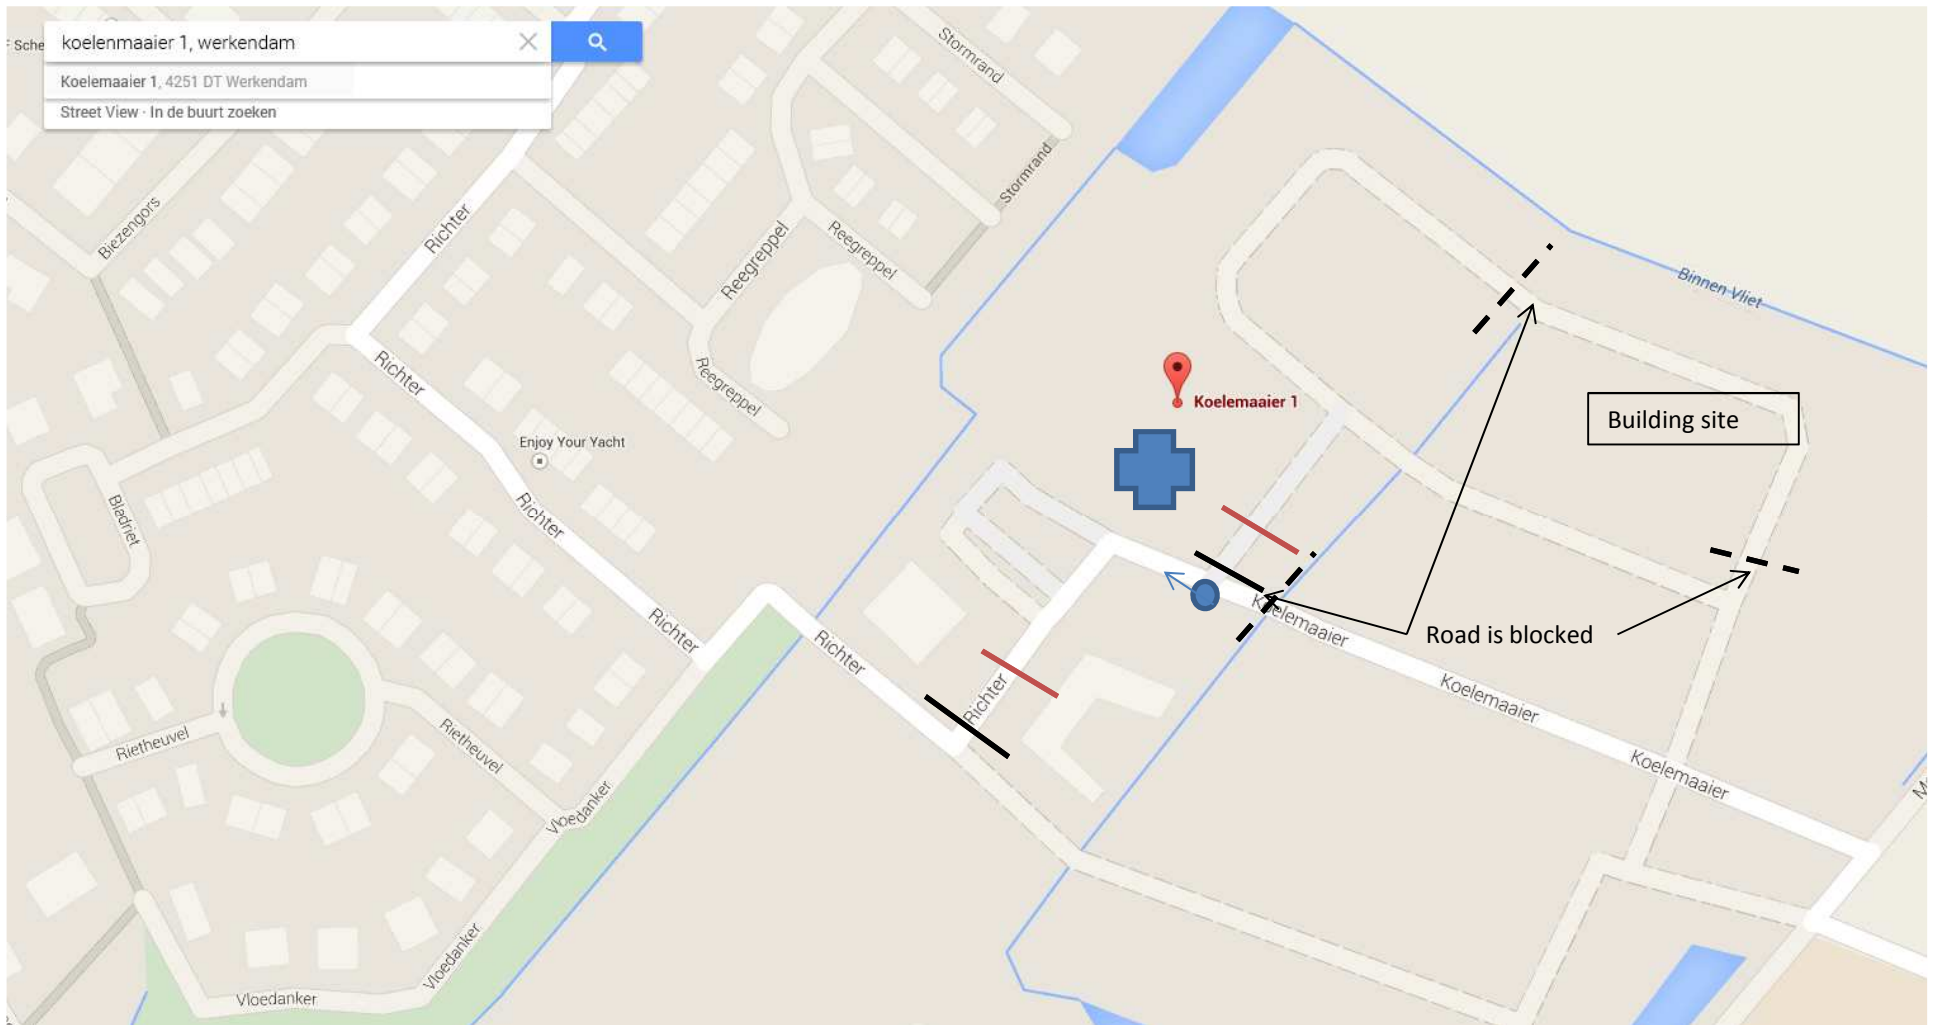 F Sche
koelenmaaier 1, werkendam
Koelemaaier 1, 4251 DT Werkendam
Street View · In de buurt zoeken
Stormrand
Stormrand
Biezengors
Richter
Reegreppel
Reegreppel
Reegreppel
Binnen Vliet
Richter
Koelemaaier 1
Building site
Enjoy Your Yacht
Bladriet
Richter
Koelemaaier
Road is blocked
Richter
Richter
Richter
Koelemaaier
Rietheuvel
Rietheuvel
Koelemaaier
Vloedanker
Vloedanker
Vloedanker